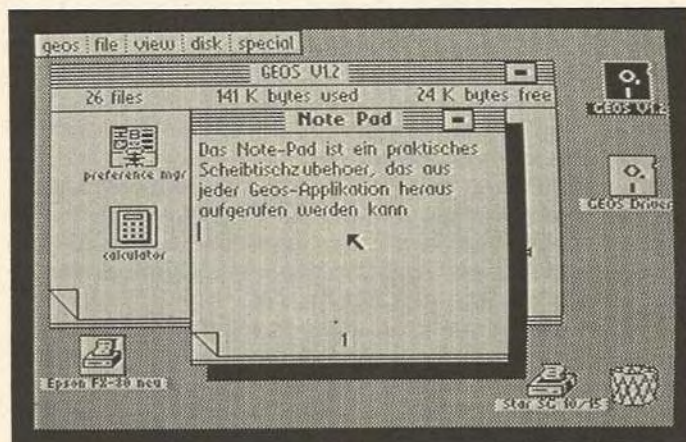 geos file view disk special
GEOS V1.2
26 files 141 K bytes used 24 K bytes free
Note Pad
Das Note-Pad ist ein praktisches
Scheibtischzubehoer, das aus
jeder Geos-Applikation heraus
aufgerufen werden kann
1
preference mgr
calculator
GEOS V1.2
GEOS Driver
Epson FX-80 neu
Star SG 10/15